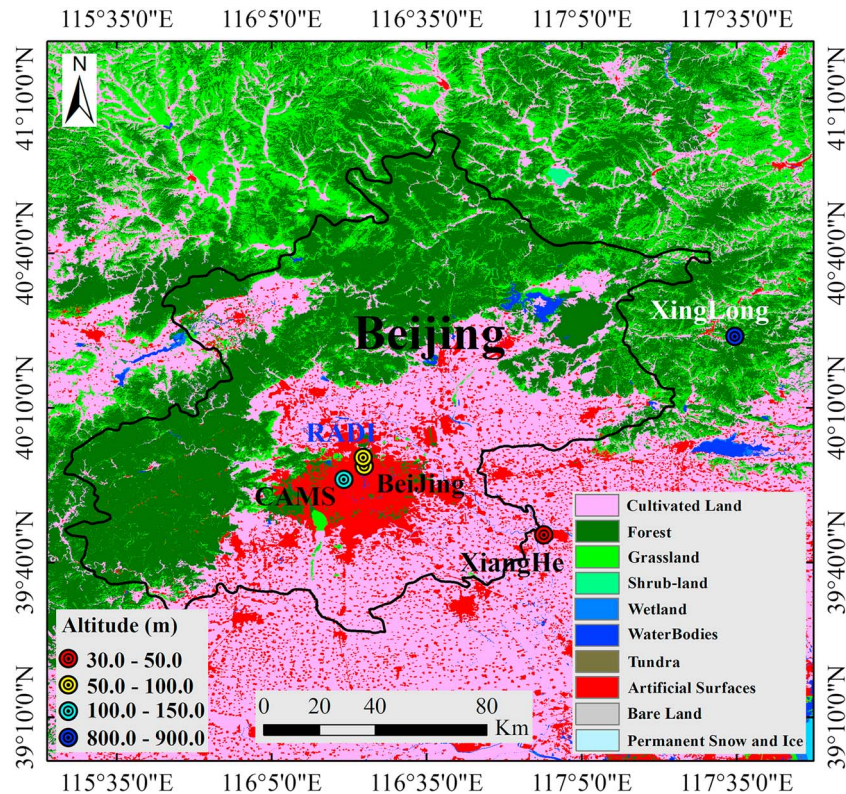 115°35'0"E 116°5'0"E 116°35'0"E 117°5'0"E 117°35'0"E
N
41°10'0"N
41°10'0"N
40°40'0"N
40°40'0"N
XingLong
Beijing
40°10'0"N
40°10'0"N
RADI
BeiJing
CAMS
XiangHe
39°40'0"N
39°40'0"N
Altitude (m)
30.0 - 50.0
50.0 - 100.0
100.0 - 150.0
800.0 - 900.0
0 20 40 80
Km
Cultivated Land
Forest
Grassland
Shrub-land
Wetland
WaterBodies
Tundra
Artificial Surfaces
Bare Land
Permanent Snow and Ice
39°10'0"N
39°10'0"N
115°35'0"E 116°5'0"E 116°35'0"E 117°5'0"E 117°35'0"E